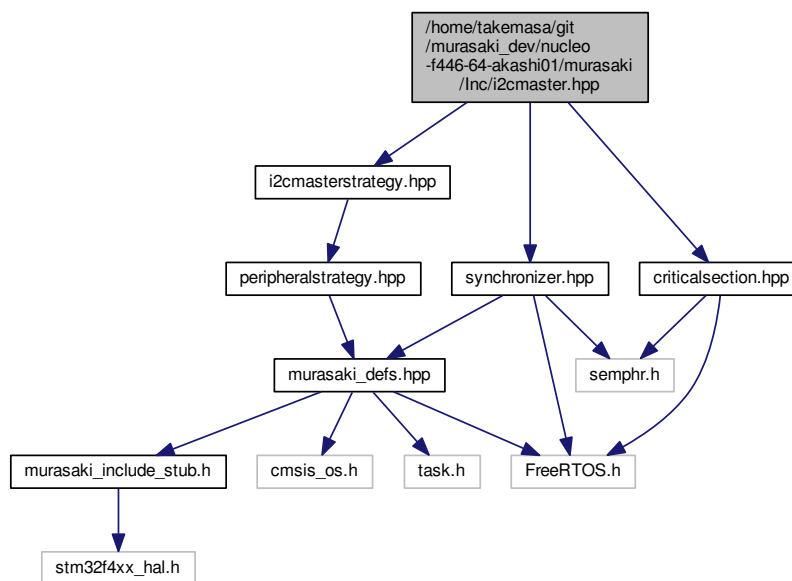 /home/takemasa/git
/murasaki_dev/nucleo
-f446-64-akashi01/murasaki
/Inc/i2cmaster.hpp
i2cmasterstrategy.hpp
peripheralstrategy.hpp
synchronizer.hpp
criticalsection.hpp
murasaki_defs.hpp
semphr.h
murasaki_include_stub.h
cmsis_os.h
task.h
FreeRTOS.h
stm32f4xx_hal.h